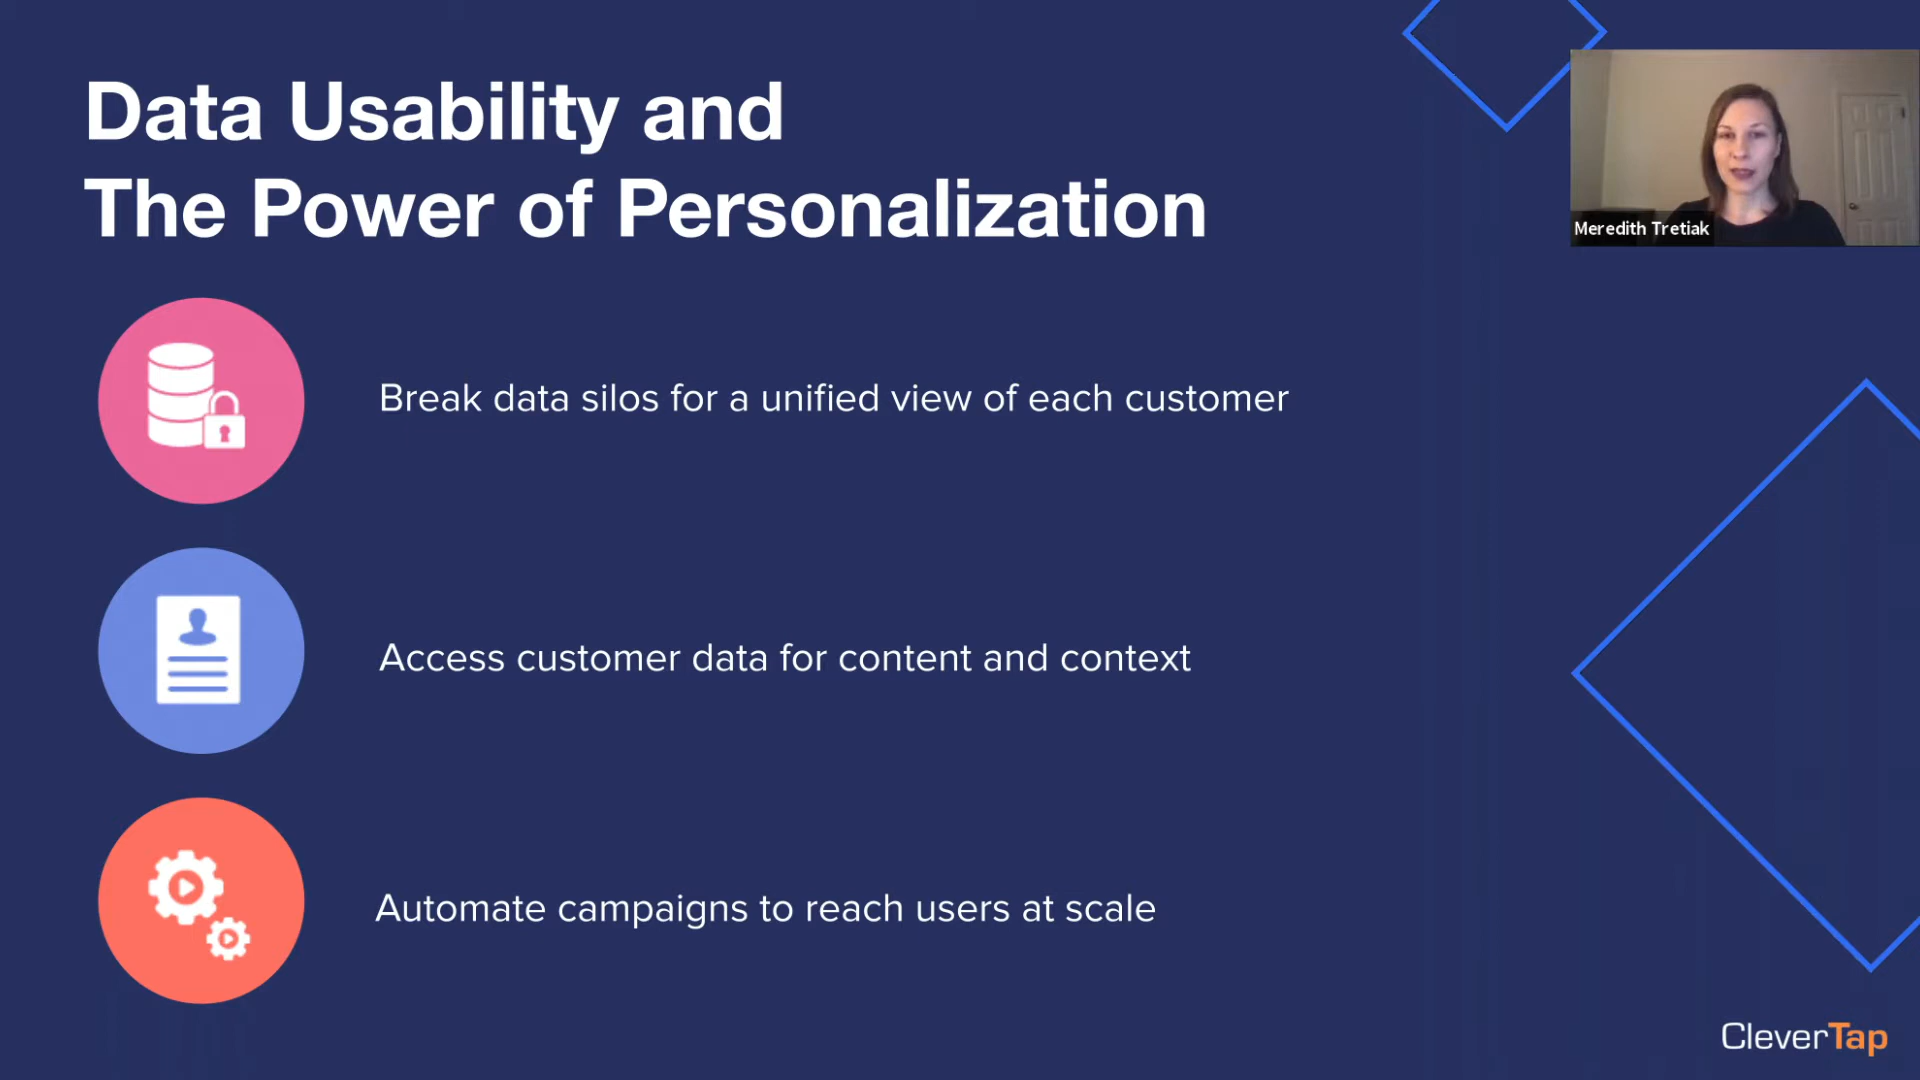 Data Usability and
The Power of Personalization
Meredith Tretiak
Break data silos for a unified view of each customer
Access customer data for content and context
Automate campaigns to reach users at scale
CleverTap